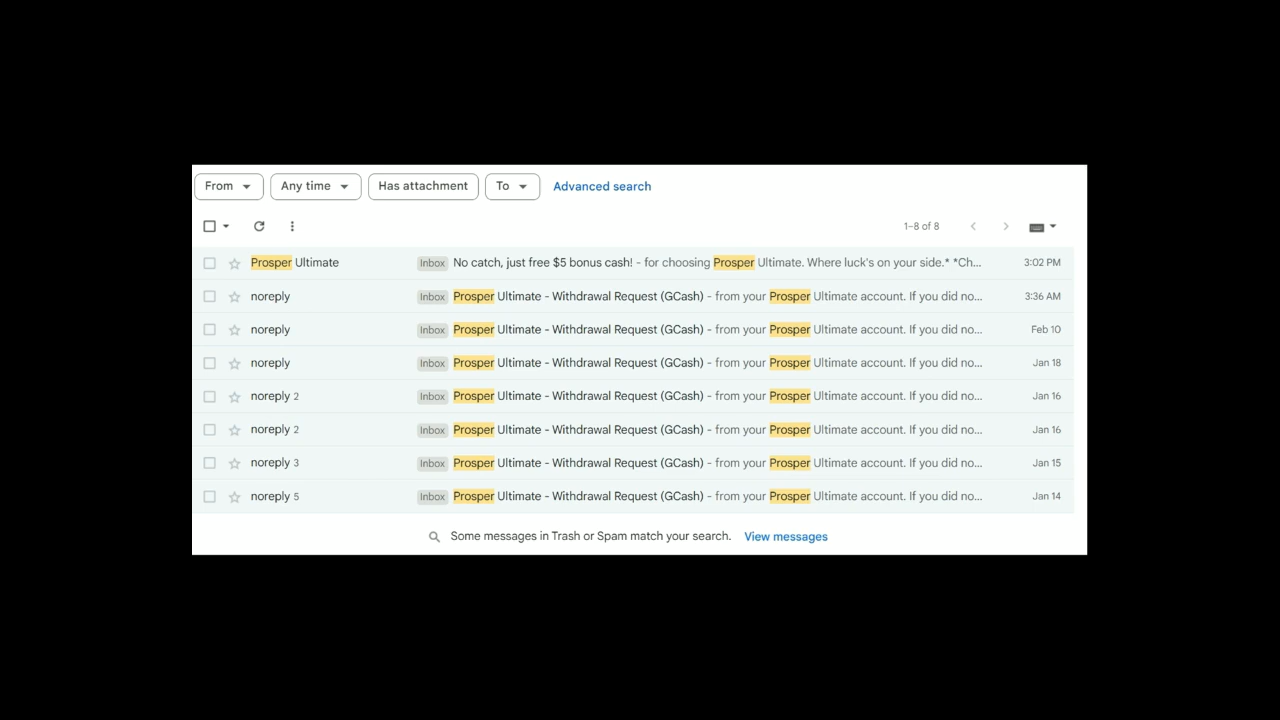 From Any time Has attachment To Advanced search
1–8 of 8
Prosper Ultimate Inbox No catch, just free $5 bonus cash! - for choosing Prosper Ultimate. Where luck's on your side.* *Ch... 3:02 PM
noreply Inbox Prosper Ultimate - Withdrawal Request (GCash) - from your Prosper Ultimate account. If you did no... 3:36 AM
noreply Inbox Prosper Ultimate - Withdrawal Request (GCash) - from your Prosper Ultimate account. If you did no... Feb 10
noreply Inbox Prosper Ultimate - Withdrawal Request (GCash) - from your Prosper Ultimate account. If you did no... Jan 18
noreply 2 Inbox Prosper Ultimate - Withdrawal Request (GCash) - from your Prosper Ultimate account. If you did no... Jan 16
noreply 2 Inbox Prosper Ultimate - Withdrawal Request (GCash) - from your Prosper Ultimate account. If you did no... Jan 16
noreply 3 Inbox Prosper Ultimate - Withdrawal Request (GCash) - from your Prosper Ultimate account. If you did no... Jan 15
noreply 5 Inbox Prosper Ultimate - Withdrawal Request (GCash) - from your Prosper Ultimate account. If you did no... Jan 14
Some messages in Trash or Spam match your search. View messages